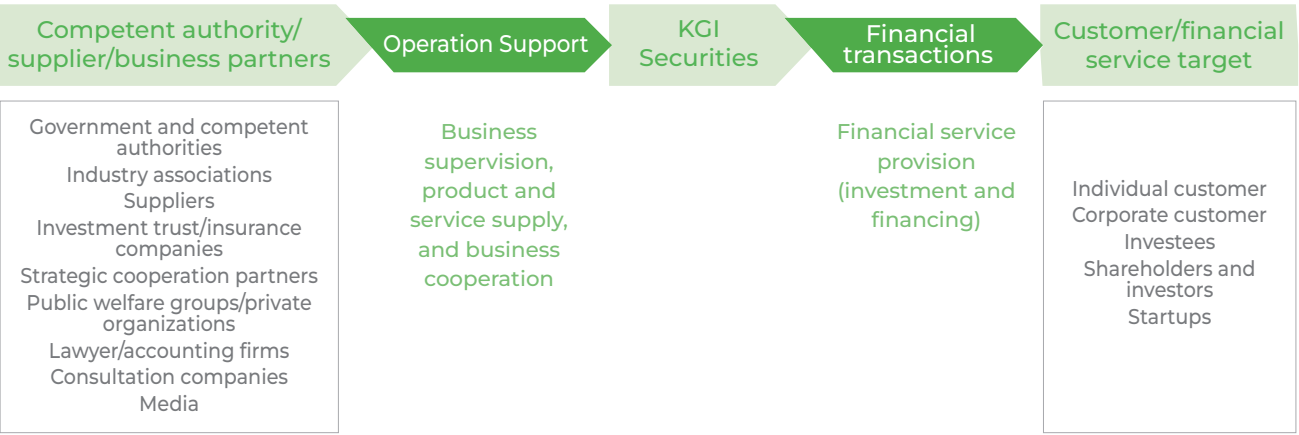 Competent authority/
supplier/business partners
Operation Support
KGI
Securities
Financial
transactions
Customer/financial
service target
Government and competent
authorities
Industry associations
Suppliers
Investment trust/insurance
companies
Strategic cooperation partners
Public welfare groups/private
organizations
Lawyer/accounting firms
Consultation companies
Media
Business
supervision,
product and
service supply,
and business
cooperation
Financial service
provision
(investment and
financing)
Individual customer
Corporate customer
Investees
Shareholders and
investors
Startups